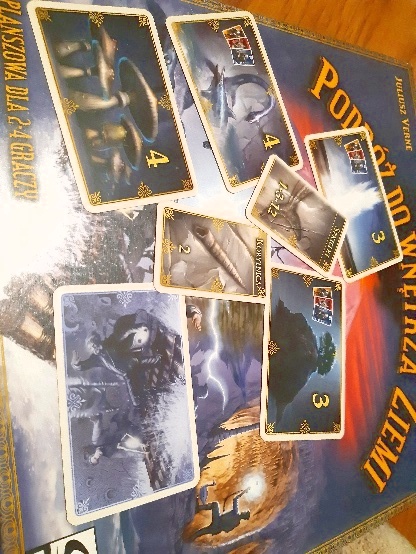 JULIUSZ VERNE
PODRÓŻ DO WNĘTRZA ZIEMI
PLANSZOWA DLA 2-4 GRACZY
4
4
3
3
2